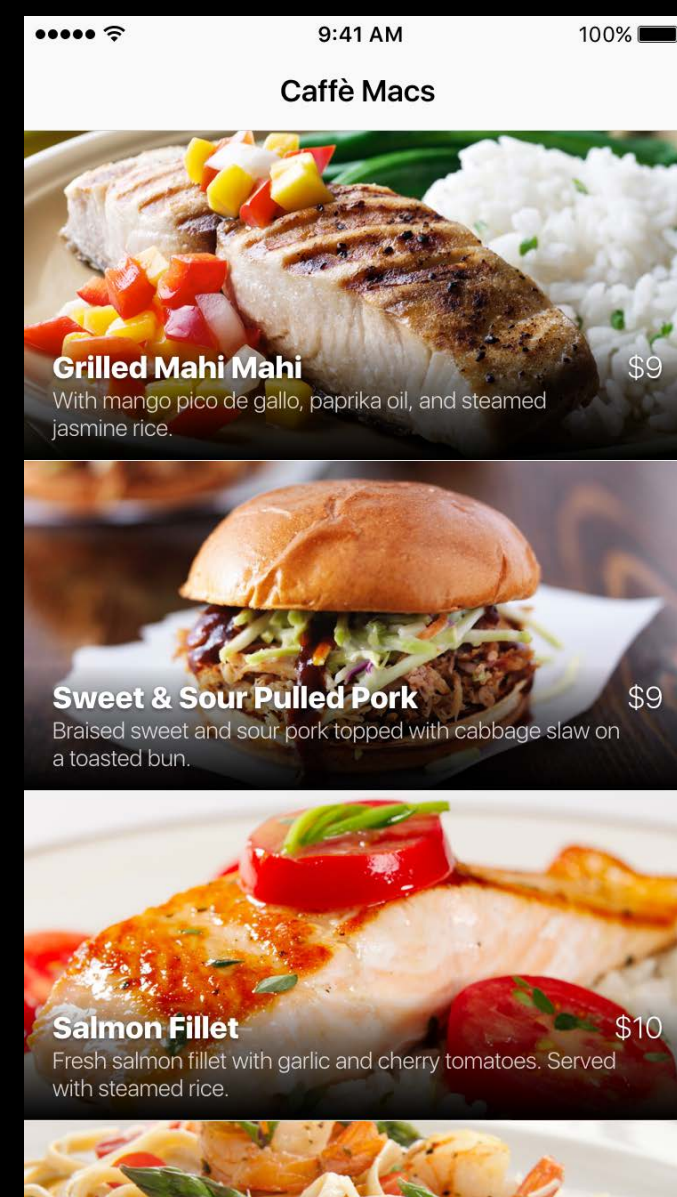 9:41 AM
100%
Caffè Macs
Grilled Mahi Mahi
$9
With mango pico de gallo, paprika oil, and steamed
jasmine rice.
Sweet & Sour Pulled Pork
$9
Braised sweet and sour pork topped with cabbage slaw on
a toasted bun.
Salmon Fillet
$10
Fresh salmon fillet with garlic and cherry tomatoes. Served
with steamed rice.